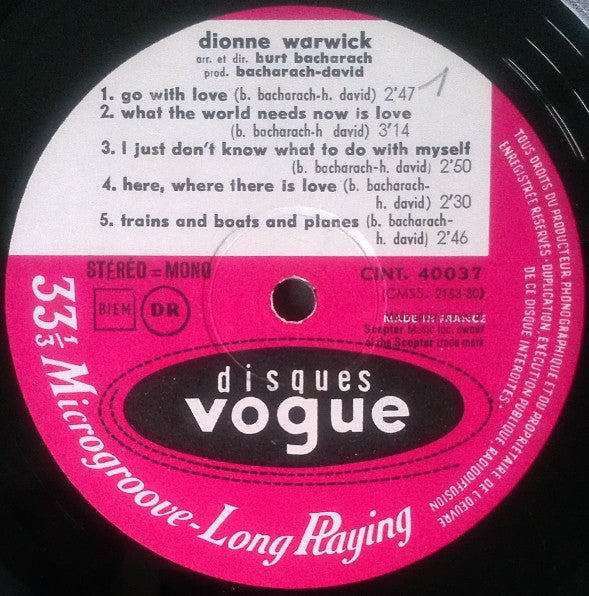 dionne warwick
arr. et dir. burt bacharach
prod. bacharach-david
1
1. go with love (b. bacharach-h. david) 2'47
2. what the world needs now is love
(b. bacharach-h david) 3'14
3. I just don't know what to do with myself
(b. bacharach-h. david) 2'50
4. here, where there is love (b. bacharach-
h. david) 2'30
5. trains and boats and planes (b. bacharach-
h. david) 2'46
STÉRÉO = MONO
CINT. 40037
(CMSS. 2153-30)
BIEM
DR
MADE IN FRANCE
Scepter Music inc. owner
of the Scepter trade mark
disques
vogue
33 1/3 Microgroove-Long Playing
TOUS DROITS DU PRODUCTEUR PHONOGRAPHIQUE ET DU PROPRIÉTAIRE DE L'OEUVRE
ENREGISTRÉE RÉSERVÉS - DUPLICATION, EXÉCUTION PUBLIQUE, RADIODIFFUSION
DE CE DISQUE INTERDITES.